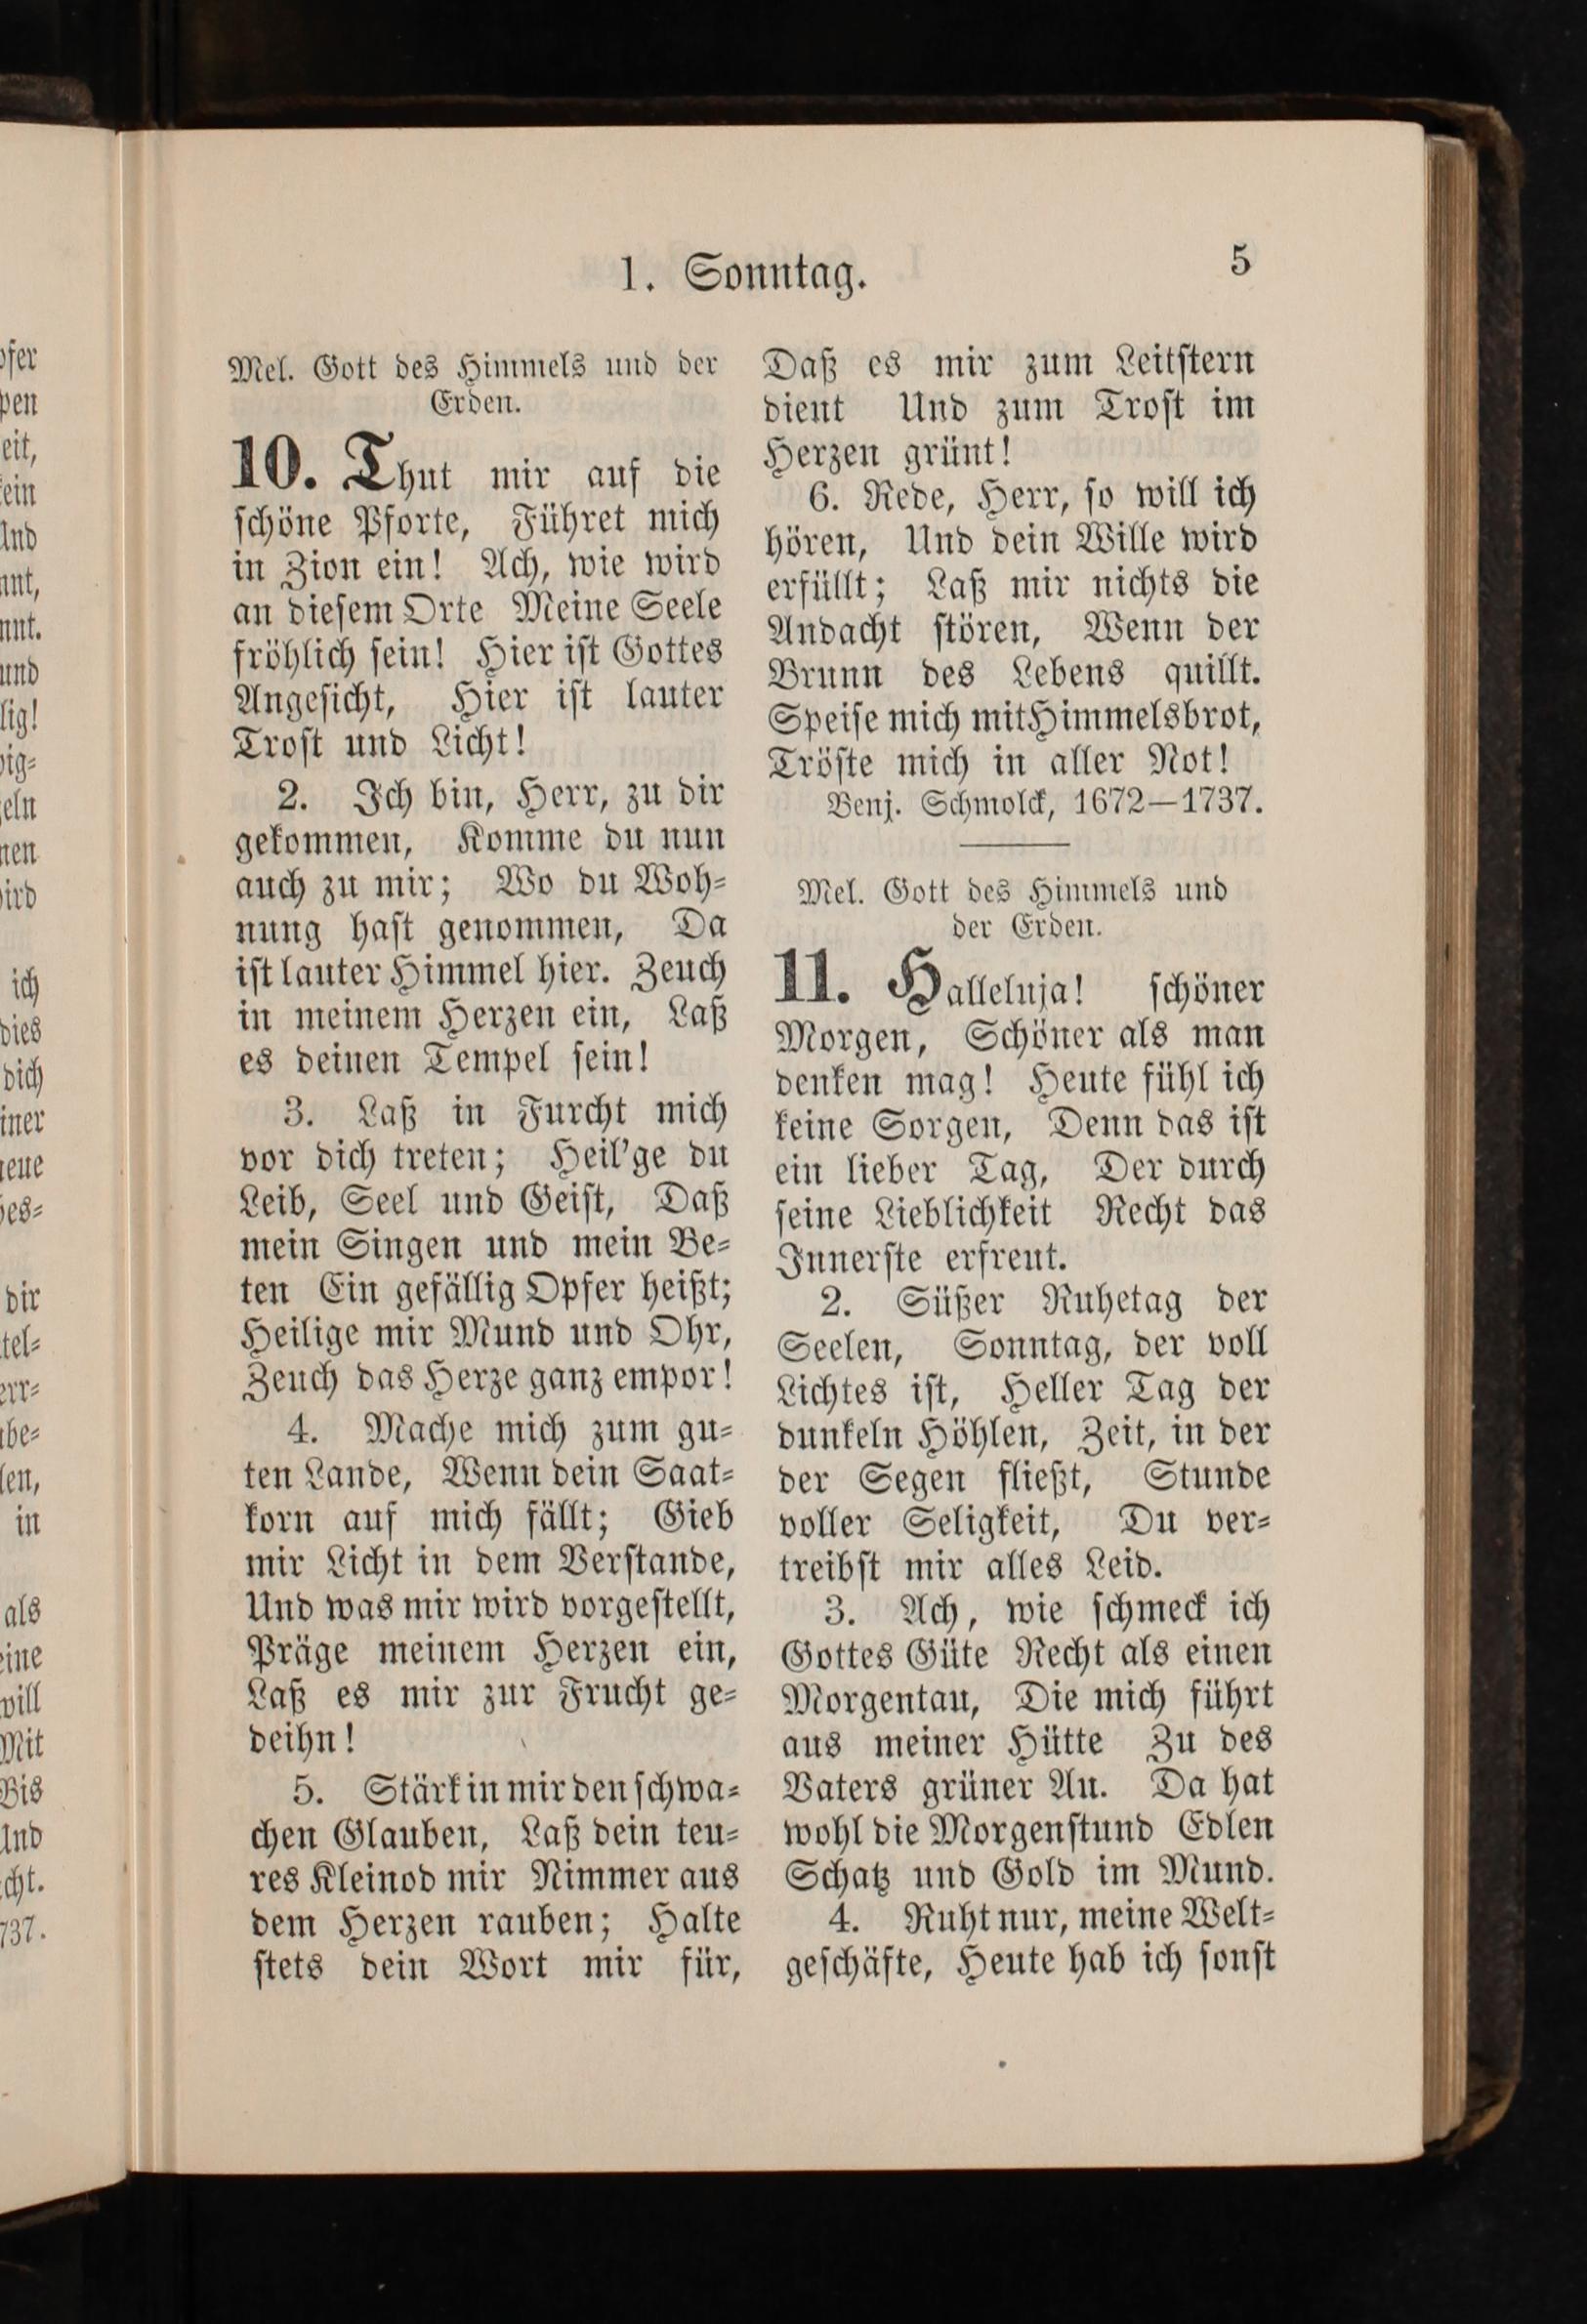 1. Sonntag.
5
Mel. Gott des Himmels und der
Erden.
10. Thut mir auf die
schöne Pforte, Führet mich
in Zion ein! Ach, wie wird
an diesem Orte Meine Seele
fröhlich sein! Hier ist Gottes
Angesicht, Hier ist lauter
Trost und Licht!
2. Ich bin, Herr, zu dir
gekommen, Komme du nun
auch zu mir; Wo du Woh-
nung hast genommen, Da
ist lauter Himmel hier. Zeuch
in meinem Herzen ein, Laß
es deinen Tempel sein!
3. Laß in Furcht mich
vor dich treten; Heil'ge du
Leib, Seel und Geist, Daß
mein Singen und mein Be-
ten Ein gefällig Opfer heißt;
Heilige mir Mund und Ohr,
Zeuch das Herze ganz empor!
4. Mache mich zum gu-
ten Lande, Wenn dein Saat-
korn auf mich fällt; Gieb
mir Licht in dem Verstande,
Und was mir wird vorgestellt,
Präge meinem Herzen ein,
Laß es mir zur Frucht ge-
deihn!
5. Stärk in mir den schwa-
chen Glauben, Laß dein teu-
res Kleinod mir Nimmer aus
dem Herzen rauben; Halte
stets dein Wort mir für,
Daß es mir zum Leitstern
dient Und zum Trost im
Herzen grünt!
6. Rede, Herr, so will ich
hören, Und dein Wille wird
erfüllt; Laß mir nichts die
Andacht stören, Wenn der
Brunn des Lebens quillt.
Speise mich mit Himmelsbrot,
Tröste mich in aller Not!
Benj. Schmolck, 1672—1737.
Mel. Gott des Himmels und
der Erden.
11. Halleluja! schöner
Morgen, Schöner als man
denken mag! Heute fühl ich
keine Sorgen, Denn das ist
ein lieber Tag, Der durch
seine Lieblichkeit Recht das
Innerste erfreut.
2. Süßer Ruhetag der
Seelen, Sonntag, der voll
Lichtes ist, Heller Tag der
dunkeln Höhlen, Zeit, in der
der Segen fließt, Stunde
voller Seligkeit, Du ver-
treibst mir alles Leid.
3. Ach, wie schmeck ich
Gottes Güte Recht als einen
Morgentau, Die mich führt
aus meiner Hütte Zu des
Vaters grüner Au. Da hat
wohl die Morgenstund Edlen
Schatz und Gold im Mund.
4. Ruht nur, meine Welt-
geschäfte, Heute hab ich sonst